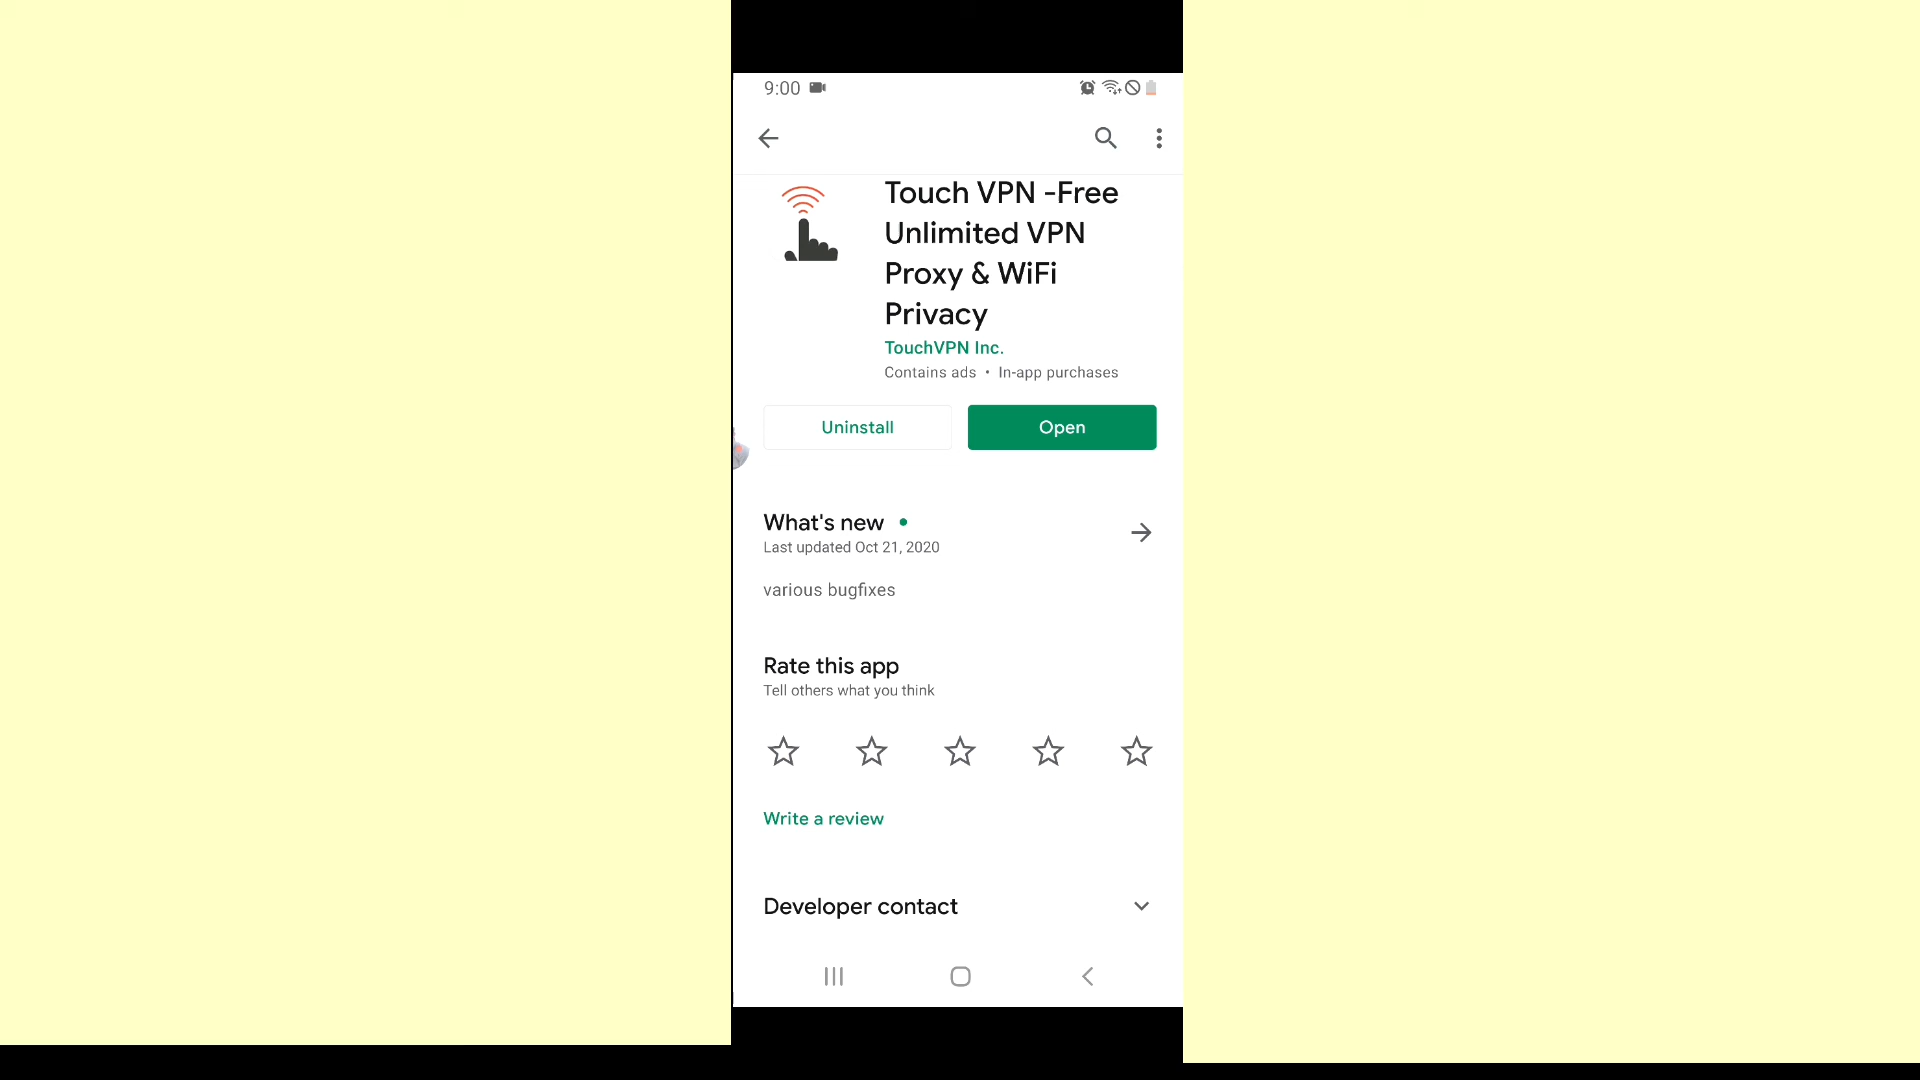 9:00
Touch VPN -Free
Unlimited VPN
Proxy & WiFi
Privacy
TouchVPN Inc.
Contains ads • In-app purchases
Uninstall
Open
What's new
Last updated Oct 21, 2020
various bugfixes
Rate this app
Tell others what you think
Write a review
Developer contact